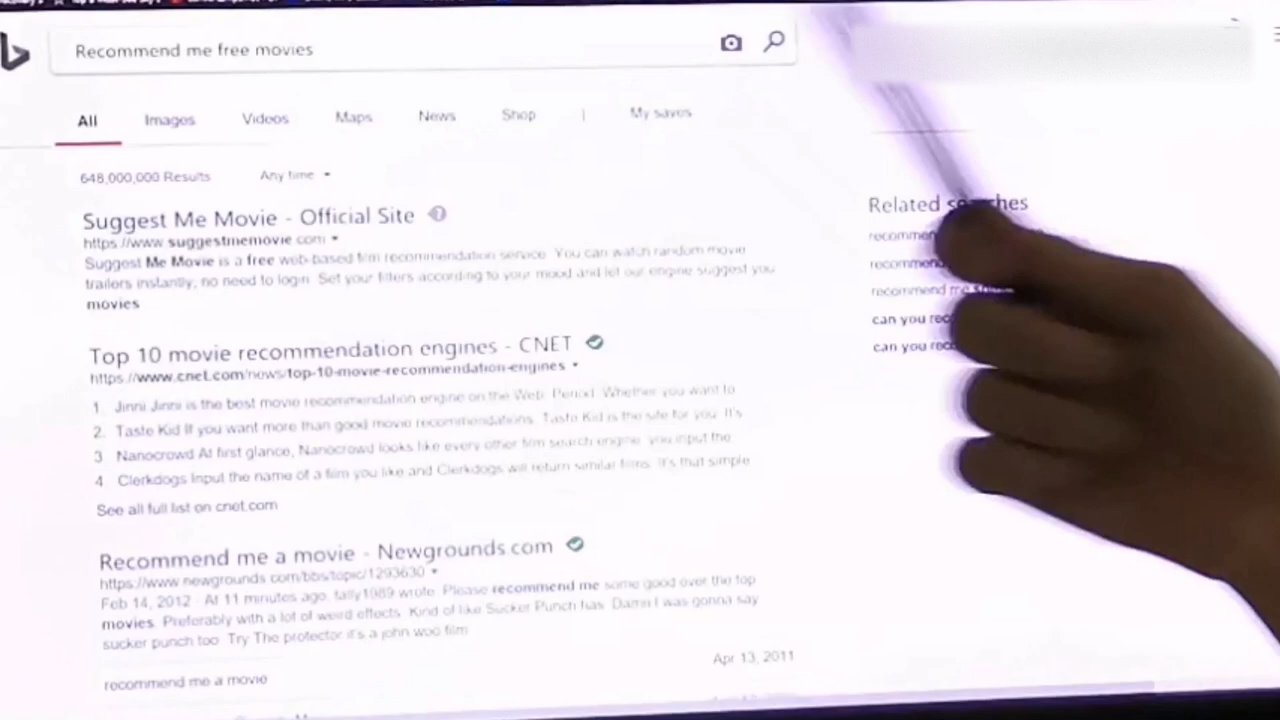 Recommend me free movies
All Images Videos Maps News Shop | My saves
648,000,000 Results Any time
Suggest Me Movie - Official Site
https://www.suggestmemovie.com
Suggest Me Movie is a free web-based film recommendation service. You can watch random movie
trailers instantly, no need to login. Set your filters according to your mood and let our engine suggest you
movies
Top 10 movie recommendation engines - CNET
https://www.cnet.com/news/top-10-movie-recommendation-engines
1. Jinni Jinni is the best movie recommendation engine on the Web. Period. Whether you want to
2. Taste Kid If you want more than good movie recommendations, Taste Kid is the site for you. It's
3 Nanocrowd At first glance, Nanocrowd looks like every other film search engine: you input the
4 Clerkdogs Input the name of a film you like and Clerkdogs will return similar films. It's that simple
See all full list on cnet.com
Recommend me a movie - Newgrounds.com
https://www.newgrounds.com/bbs/topic/1293630
Feb 14, 2012 · At 11 minutes ago, tally1989 wrote: Please recommend me some good over the top
movies. Preferably with a lot of weird effects. Kind of like Sucker Punch has. Damn I was gonna say
sucker punch too. Try The protector it's a john woo film
Apr 13, 2011
recommend me a movie
Related searches
recommen
recommend
recommend me
can you rec
can you rec